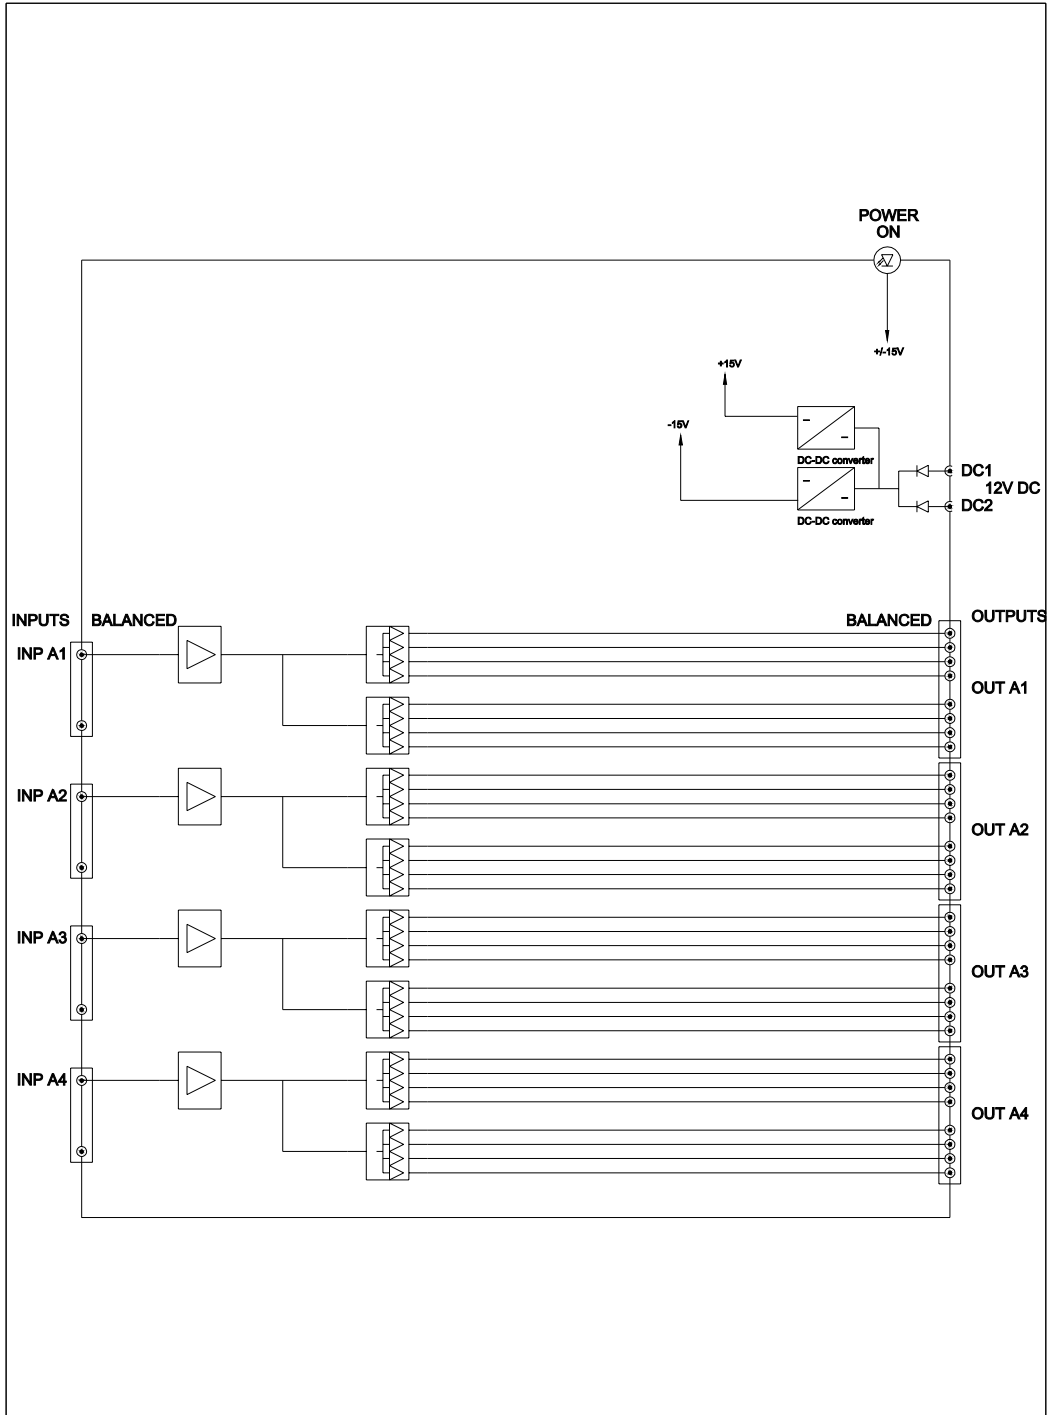 POWER
ON
+/-15V
+15V
-15V
DC-DC converter
DC1
12V DC
DC2
DC-DC converter
INPUTS BALANCED BALANCED OUTPUTS
INP A1
OUT A1
INP A2
OUT A2
INP A3
OUT A3
INP A4
OUT A4